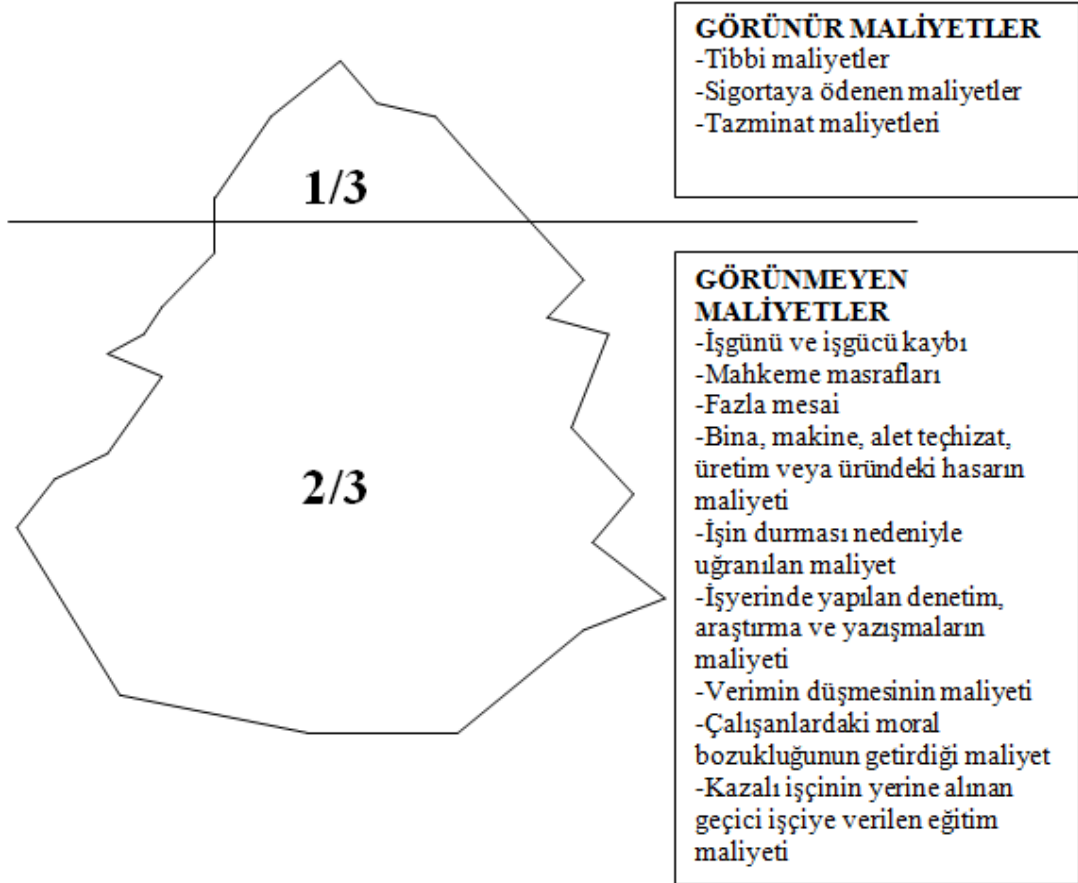 GÖRÜNÜR MALİYETLER
-Tibbi maliyetler
-Sigortaya ödenen maliyetler
-Tazminat maliyetleri
1/3
GÖRÜNMEYEN
MALİYETLER
-İşgünü ve işgücü kaybı
-Mahkeme masrafları
-Fazla mesai
-Bina, makine, alet teçhizat,
üretim veya üründeki hasarın
maliyeti
-İşin durması nedeniyle
uğranılan maliyet
-İşyerinde yapılan denetim,
araştırma ve yazışmaların
maliyeti
-Verimin düşmesinin maliyeti
-Çalışanlardaki moral
bozukluğunun getirdiği maliyet
-Kazalı işçinin yerine alınan
geçici işçiye verilen eğitim
maliyeti
2/3